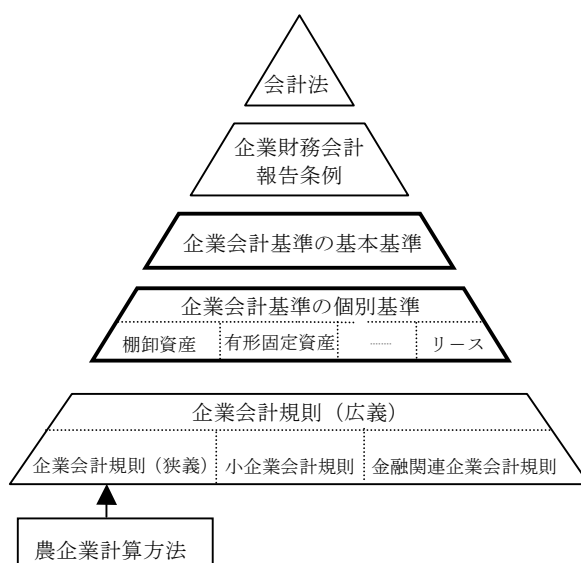 会計法
企業財務会計
報告条例
企業会計基準の基本基準
企業会計基準の個別基準
棚卸資産 有形固定資産 ········ リース
企業会計規則（広義）
企業会計規則（狭義） 小企業会計規則 金融関連企業会計規則
農企業計算方法